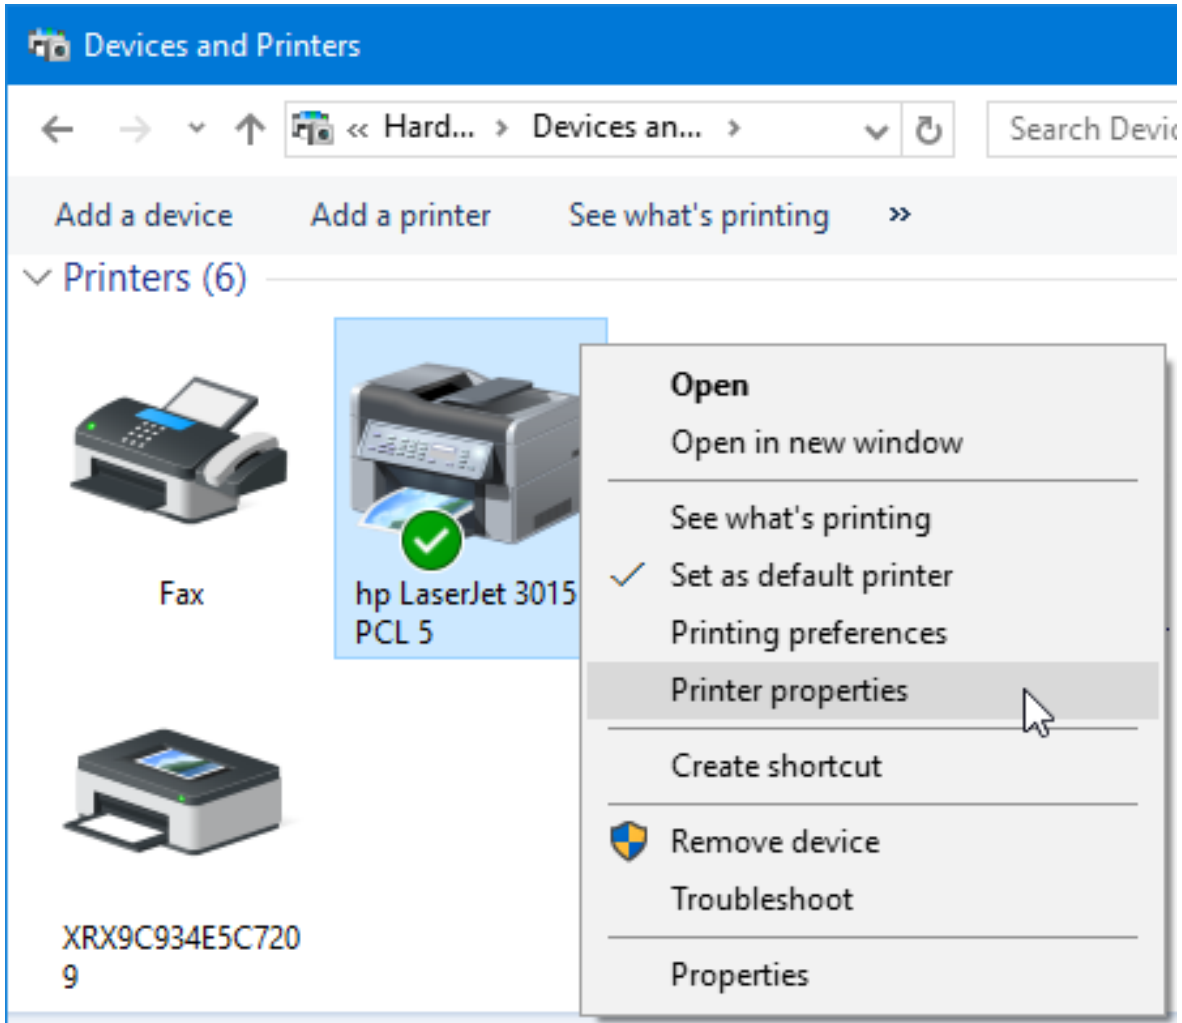 Devices and Printers
« Hard... > Devices an... >
Search Devic
Add a device
Add a printer
See what's printing
»
Printers (6)
Fax
hp LaserJet 3015
PCL 5
XRX9C934E5C720
9
Open
Open in new window
See what's printing
Set as default printer
Printing preferences
Printer properties
Create shortcut
Remove device
Troubleshoot
Properties